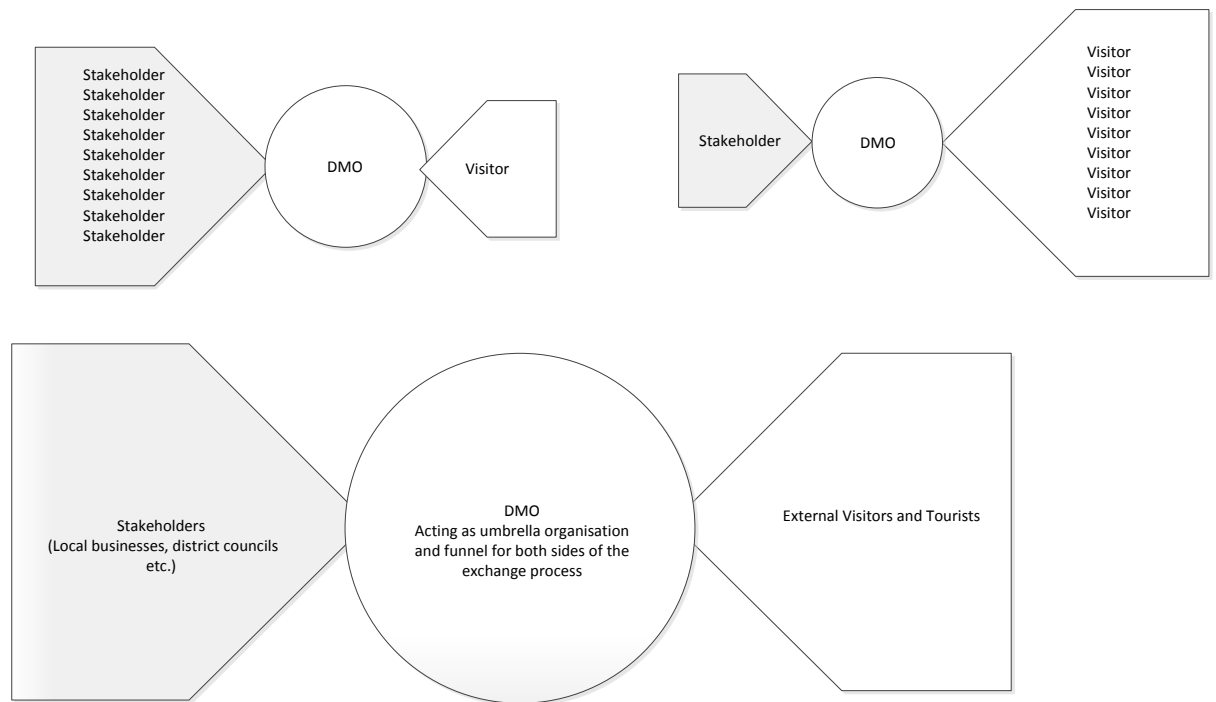 Stakeholder
Stakeholder
Stakeholder
Stakeholder
Stakeholder
Stakeholder
Stakeholder
Stakeholder
Stakeholder
DMO
Visitor
Stakeholder
DMO
Visitor
Visitor
Visitor
Visitor
Visitor
Visitor
Visitor
Visitor
Visitor
Stakeholders
(Local businesses, district councils
etc.)
DMO
Acting as umbrella organisation
and funnel for both sides of the
exchange process
External Visitors and Tourists